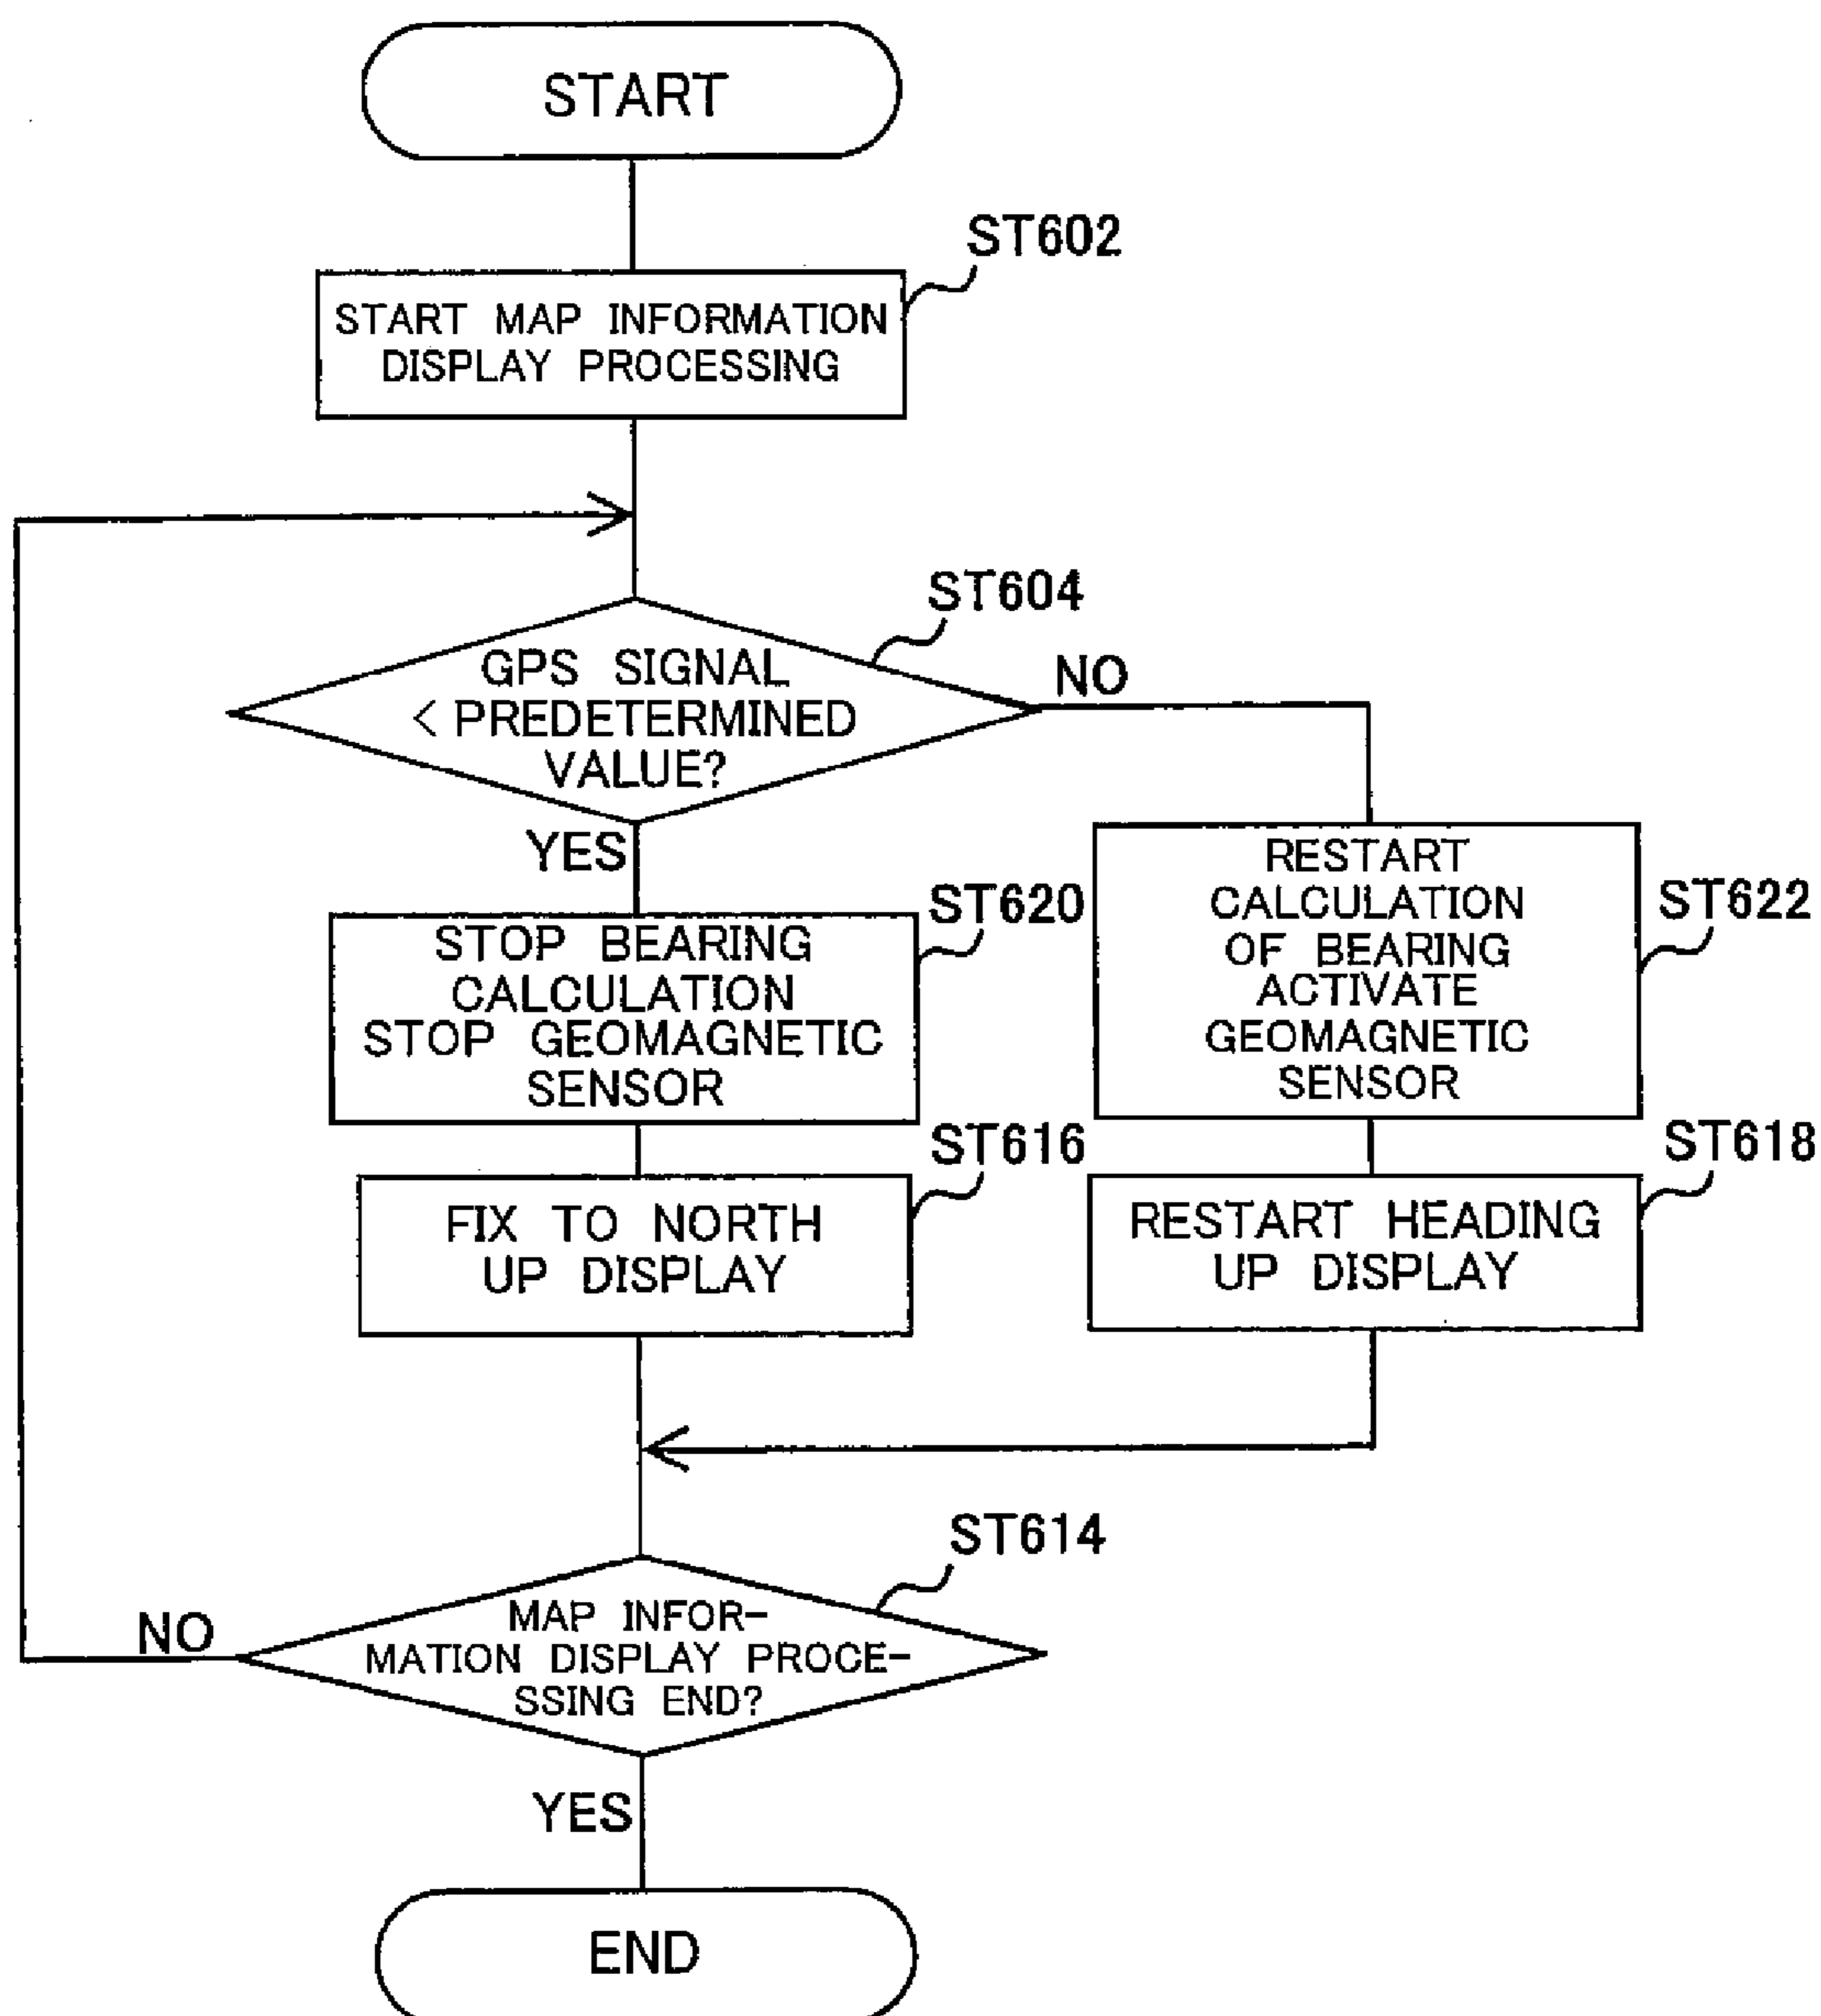 START
ST602
START MAP INFORMATION
DISPLAY PROCESSING
ST604
GPS SIGNAL
< PREDETERMINED
VALUE?
NO
YES
ST620
STOP BEARING
CALCULATION
STOP GEOMAGNETIC
SENSOR
ST622
RESTART
CALCULATION
OF BEARING
ACTIVATE
GEOMAGNETIC
SENSOR
ST616
FIX TO NORTH
UP DISPLAY
ST618
RESTART HEADING
UP DISPLAY
ST614
MAP INFOR-
MATION DISPLAY PROCE-
SSING END?
NO
YES
END